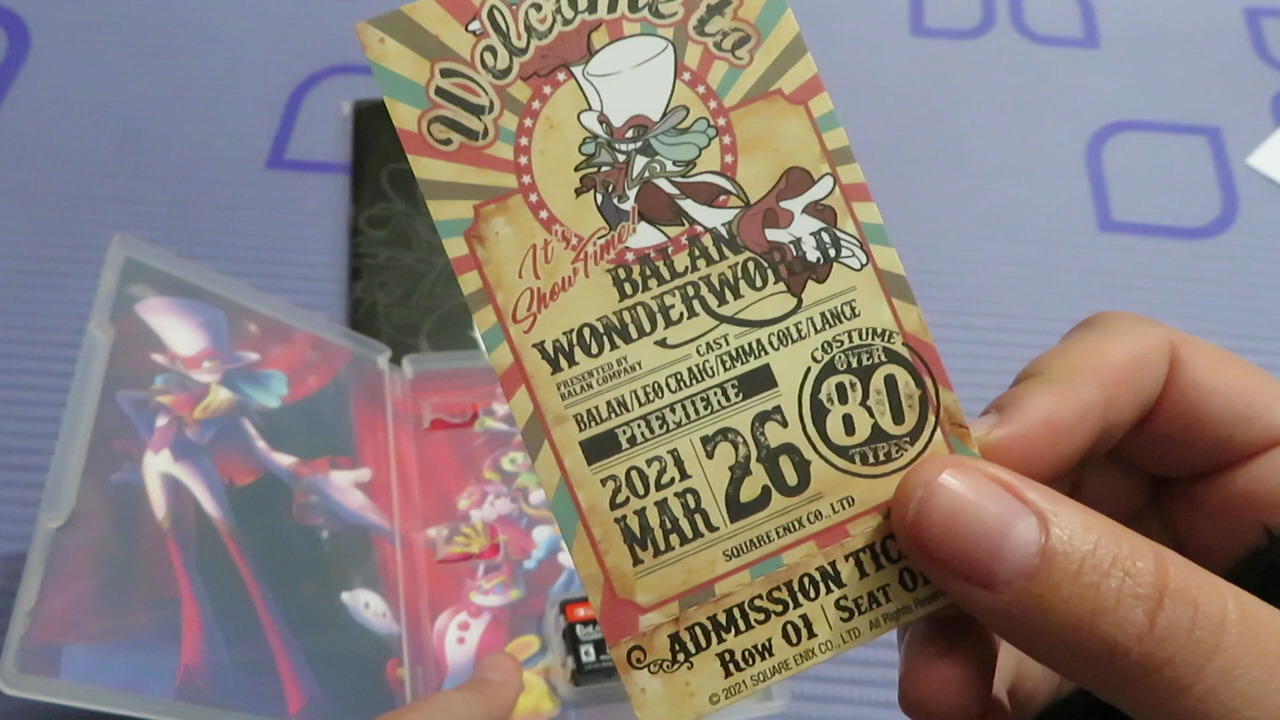 Welcome to
It's
Show Time!
BALAN
WONDERWORLD
PRESENTED BY
BALAN COMPANY
CAST
BALAN/LEO CRAIG/EMMA COLE/LANCE
PREMIERE
2021
MAR
26
COSTUME
OVER
80
TYPES
SQUARE ENIX CO., LTD
ADMISSION
ROW 01 | SEAT
© 2021 SQUARE ENIX CO., LTD. All Rights